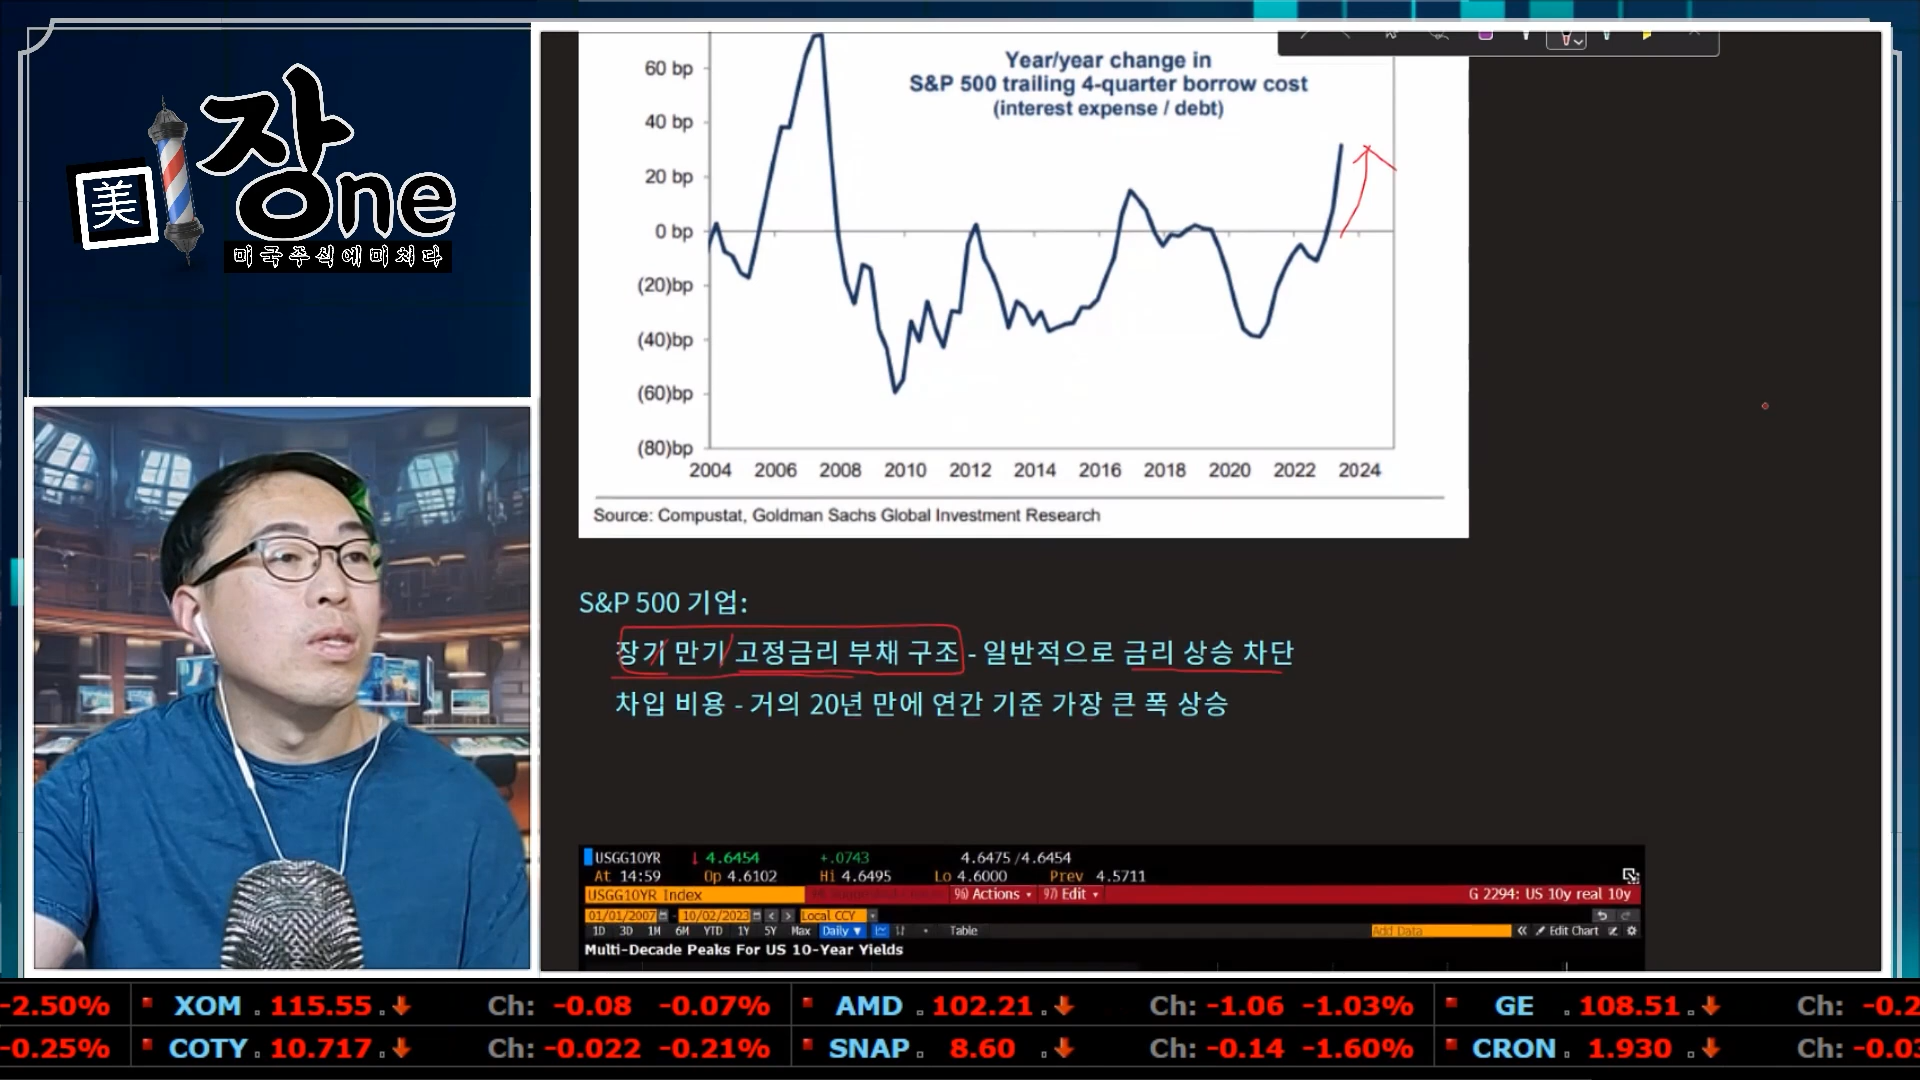 美
장one
미국주식에미치다
Year/year change in
S&P 500 trailing 4-quarter borrow cost
(interest expense / debt)
60 bp
40 bp
20 bp
0 bp
(20)bp
(40)bp
(60)bp
(80)bp
2004 2006 2008 2010 2012 2014 2016 2018 2020 2022 2024
Source: Compustat, Goldman Sachs Global Investment Research
S&P 500 기업:
장기 만기 고정금리 부채 구조 - 일반적으로 금리 상승 차단
차입 비용 - 거의 20년 만에 연간 기준 가장 큰 폭 상승
USGG10YR ↓ 4.6454 +.0743 4.6475/4.6454
At 14:59 Op 4.6102 Hi 4.6495 Lo 4.6000 Prev 4.5711
USGG10YR Index 96) Actions 97) Edit G 2294: US 10y real 10y
01/01/2007 - 10/02/2023 Local CCY
1D 3D 1M 6M YTD 1Y 5Y Max Daily ▼ Table Add Data « Edit Chart
Multi-Decade Peaks For US 10-Year Yields
-2.50% XOM 115.55 Ch: -0.08 -0.07% AMD 102.21 Ch: -1.06 -1.03% GE 108.51 Ch: -0.2
-0.25% COTY 10.717 Ch: -0.022 -0.21% SNAP 8.60 Ch: -0.14 -1.60% CRON 1.930 Ch: -0.03